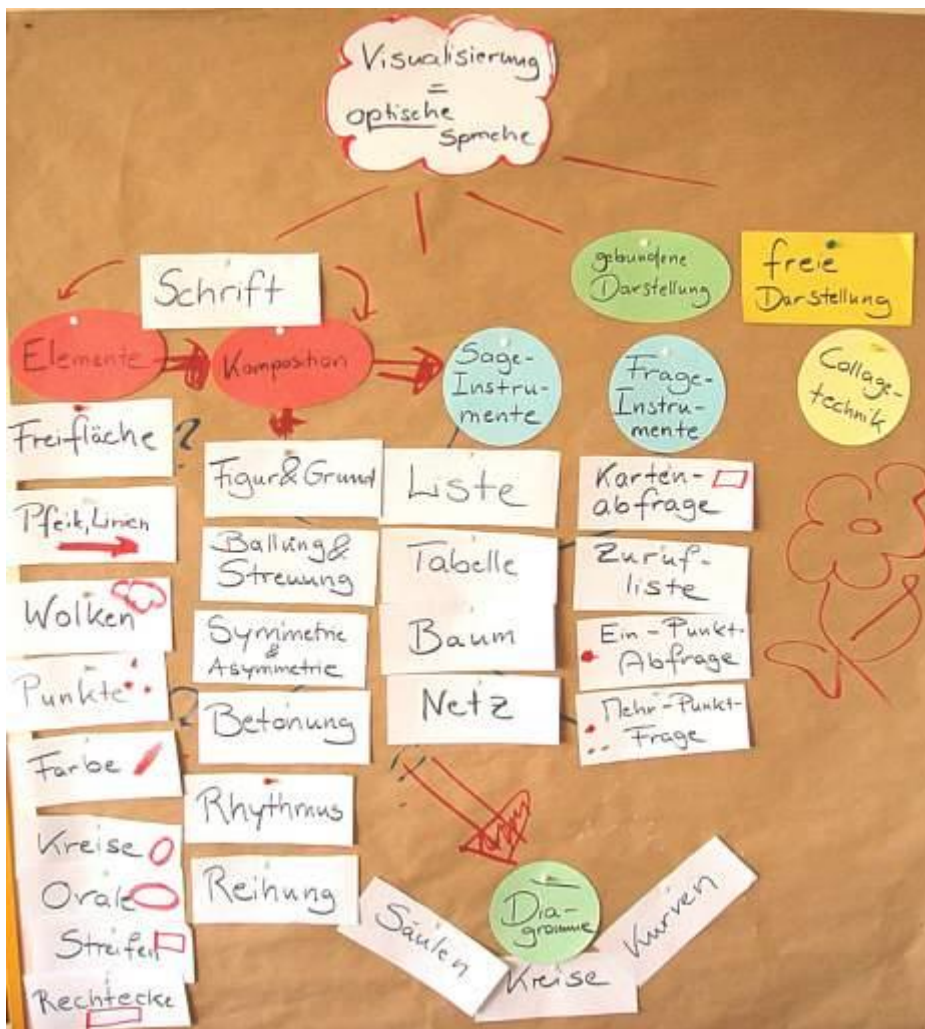 Visualisierung
=
optische
Sprache
gebundene
Darstellung
freie
Darstellung
Schrift
Elemente
Komposition
Sage-
Instru-
mente
Frage-
Instru-
mente
Collage-
technik
Freifläche
?
Pfeile, Linien
Wolken
Punkte
?
Farbe
Kreise
Ovale
Streifen
Rechtecke
Figur & Grund
Ballung &
Streuung
Symmetrie
&
Asymmetrie
Betonung
Rhythmus
Reihung
Liste
Tabelle
Baum
Netz
Karten-
abfrage
Zuruf-
liste
Ein-Punkt-
Abfrage
Mehr-Punkt-
Frage
Dia-
gramme
Säulen
Kreise
Kurven